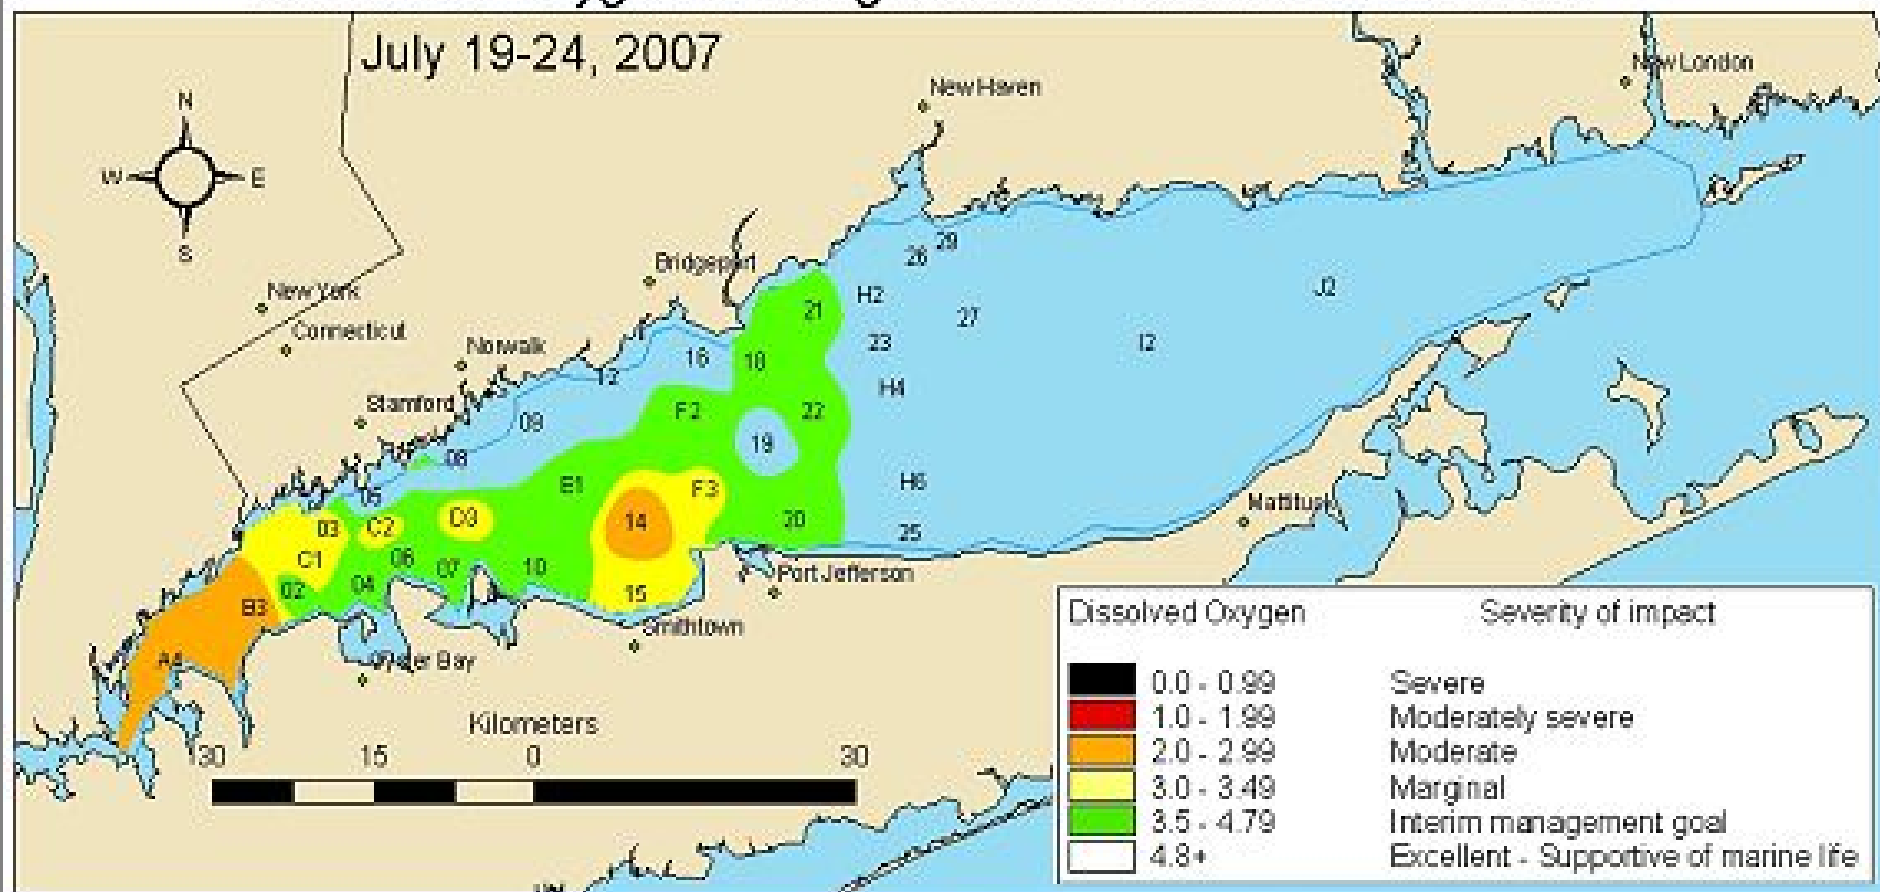 July 19-24, 2007
New Haven
New London
N
W E
S
Bridgeport
New York
Connecticut
Norwalk
Stamford
29
28
H2
J2
21
27
23
I2
16
18
12
H4
F2
22
09
19
08
E1
F3
H6
05
14
20
25
Mattituck
03
C2
D3
C1
06
07
10
Port Jefferson
02
04
15
B3
Smithtown
A4
Oyster Bay
Kilometers
30 15 0 30
Dissolved Oxygen Severity of impact
0.0 - 0.99 Severe
1.0 - 1.99 Moderately severe
2.0 - 2.99 Moderate
3.0 - 3.49 Marginal
3.5 - 4.79 Interim management goal
4.8+ Excellent - Supportive of marine life